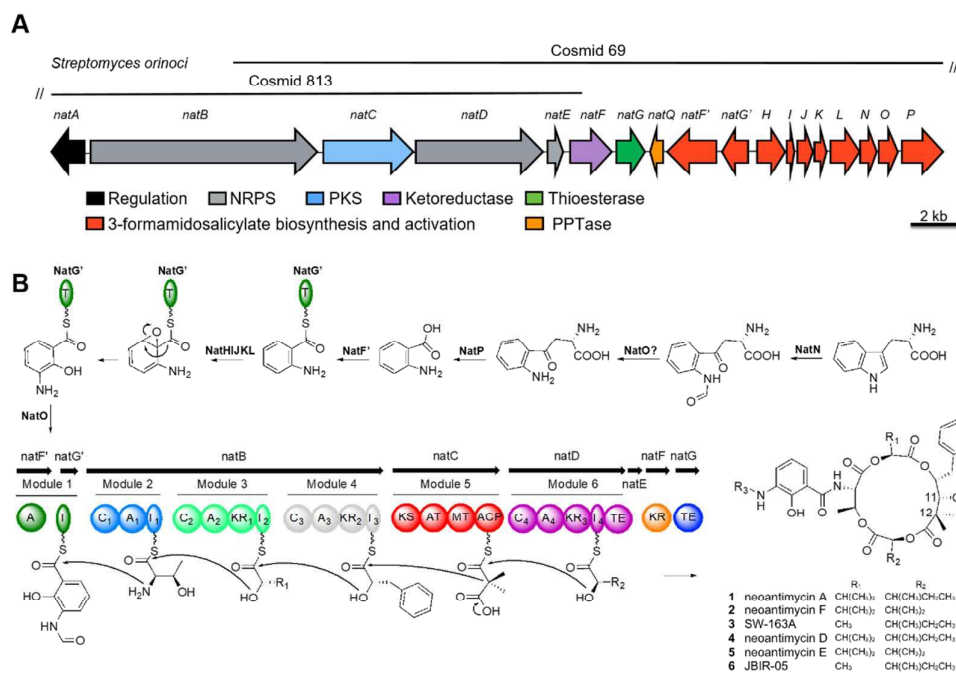 A
Streptomyces orinoci
Cosmid 69
Cosmid 813
// //
natA natB natC natD natE natF natG natQ natF' natG' H I J K L N O P
Regulation NRPS PKS Ketoreductase Thioesterase
3-formamidosalicylate biosynthesis and activation PPTase
2 kb
B
NatG' NatG' NatG'
T T T
S S S
O O O O OH NH₂ NH₂ NH₂
NatHIJKL NatF' NatP NatO? NatN
OH NH₂ NH₂ NH₂ NH₂ NH₂ O COOH NH O COOH COOH N H
O
NatO
natF' natG' natB natC natD natF natG
Module 1 Module 2 Module 3 Module 4 Module 5 Module 6 natE
A I C₁ A₁ I₁ C₂ A₂ KR₁ I₂ C₃ A₃ KR₂ I₃ KS AT MT ACP C₄ A₄ KR₃ I₄ TE KR TE
S S S S S S
O O O O O O
HO H₂N OH HO R₁ HO O OH HO R₂
NH O
R₁
O O O O
R₃ N H OH O HN O O 11 12 O O O
R₂
R₁ R₂
1 neoantimycin A CH(CH₃)₂ CH(CH₃)CH₂CH₃
2 neoantimycin F CH(CH₃)₂ CH(CH₃)₂
3 SW-163A CH₃ CH(CH₃)CH₂CH₃
4 neoantimycin D CH(CH₃)₂ CH(CH₃)CH₂CH₃
5 neoantimycin E CH(CH₃)₂ CH(CH₃)₂
6 JBIR-05 CH₃ CH(CH₃)CH₂CH₃